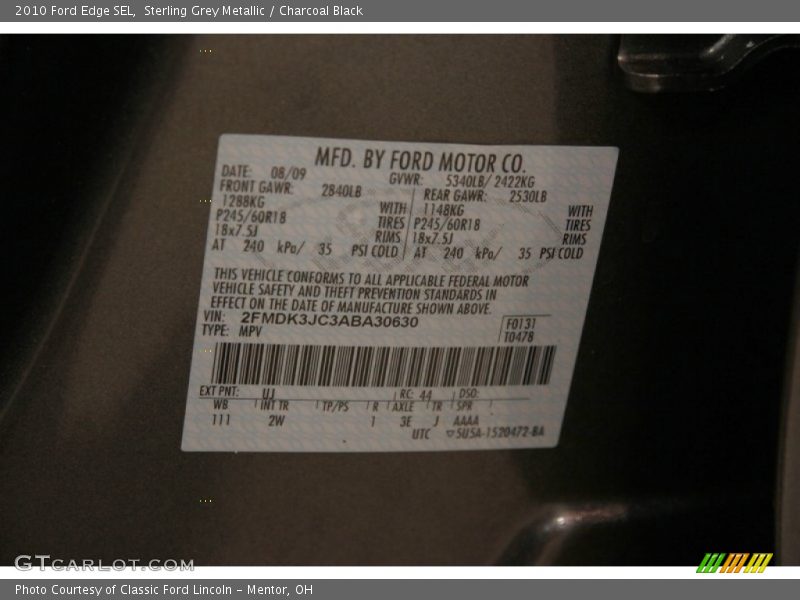 2010 Ford Edge SEL,  Sterling Grey Metallic / Charcoal Black
MFD. BY FORD MOTOR CO.
DATE: 08/09 GVWR: 5340LB/ 2422KG
FRONT GAWR: 2840LB REAR GAWR: 2530LB
1288KG WITH 1148KG WITH
P245/60R18 TIRES P245/60R18 TIRES
18x7.5J RIMS 18x7.5J RIMS
AT 240 kPa/ 35 PSI COLD AT 240 kPa/ 35 PSI COLD
THIS VEHICLE CONFORMS TO ALL APPLICABLE FEDERAL MOTOR
VEHICLE SAFETY AND THEFT PREVENTION STANDARDS IN
EFFECT ON THE DATE OF MANUFACTURE SHOWN ABOVE.
VIN: 2FMDK3JC3ABA30630 F0131
TYPE: MPV T0478
EXT PNT: UJ RC: 44 DSO:
WB INT TR TP/PS R AXLE TR SPR
111 2W 1 3E J AAAA
UTC ▽5U5A-1520472-BA
GTCARLOT.COM
Photo Courtesy of Classic Ford Lincoln - Mentor, OH